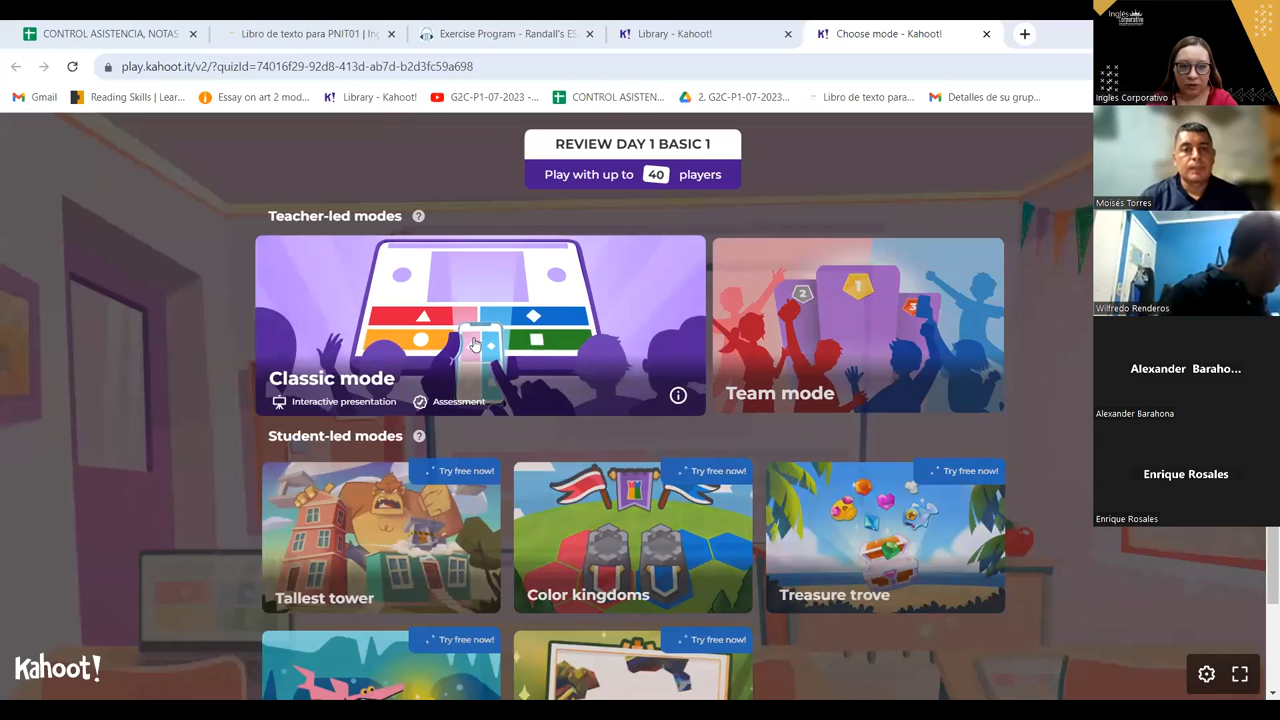 CONTROL ASISTENCIA, NOTAS
Libro de texto para PNIT01 | In
Exercise Program - Randall's ES
K! Library - Kahoot!
K! Choose mode - Kahoot!
play.kahoot.it/v2/?quizId=74016f29-92d8-413d-ab7d-b2d3fc59a698
Gmail
Reading Skills | Lear...
Essay on art 2 mod...
K! Library - Kahoot!
G2C-P1-07-2023 -...
CONTROL ASISTEN...
2. G2C-P1-07-2023...
Libro de texto para...
Detalles de su grup...
REVIEW DAY 1 BASIC 1
Play with up to 40 players
Teacher-led modes ?
Classic mode
Interactive presentation
Assessment
2 1 3
Team mode
Student-led modes ?
Try free now!
Tallest tower
Try free now!
Color kingdoms
Try free now!
Treasure trove
Try free now!
Try free now!
Kahoot!
Inglés
Corporativo
Ingles Corporativo
Moisés Torres
Wilfredo Renderos
Alexander Baraho...
Alexander Barahona
Enrique Rosales
Enrique Rosales